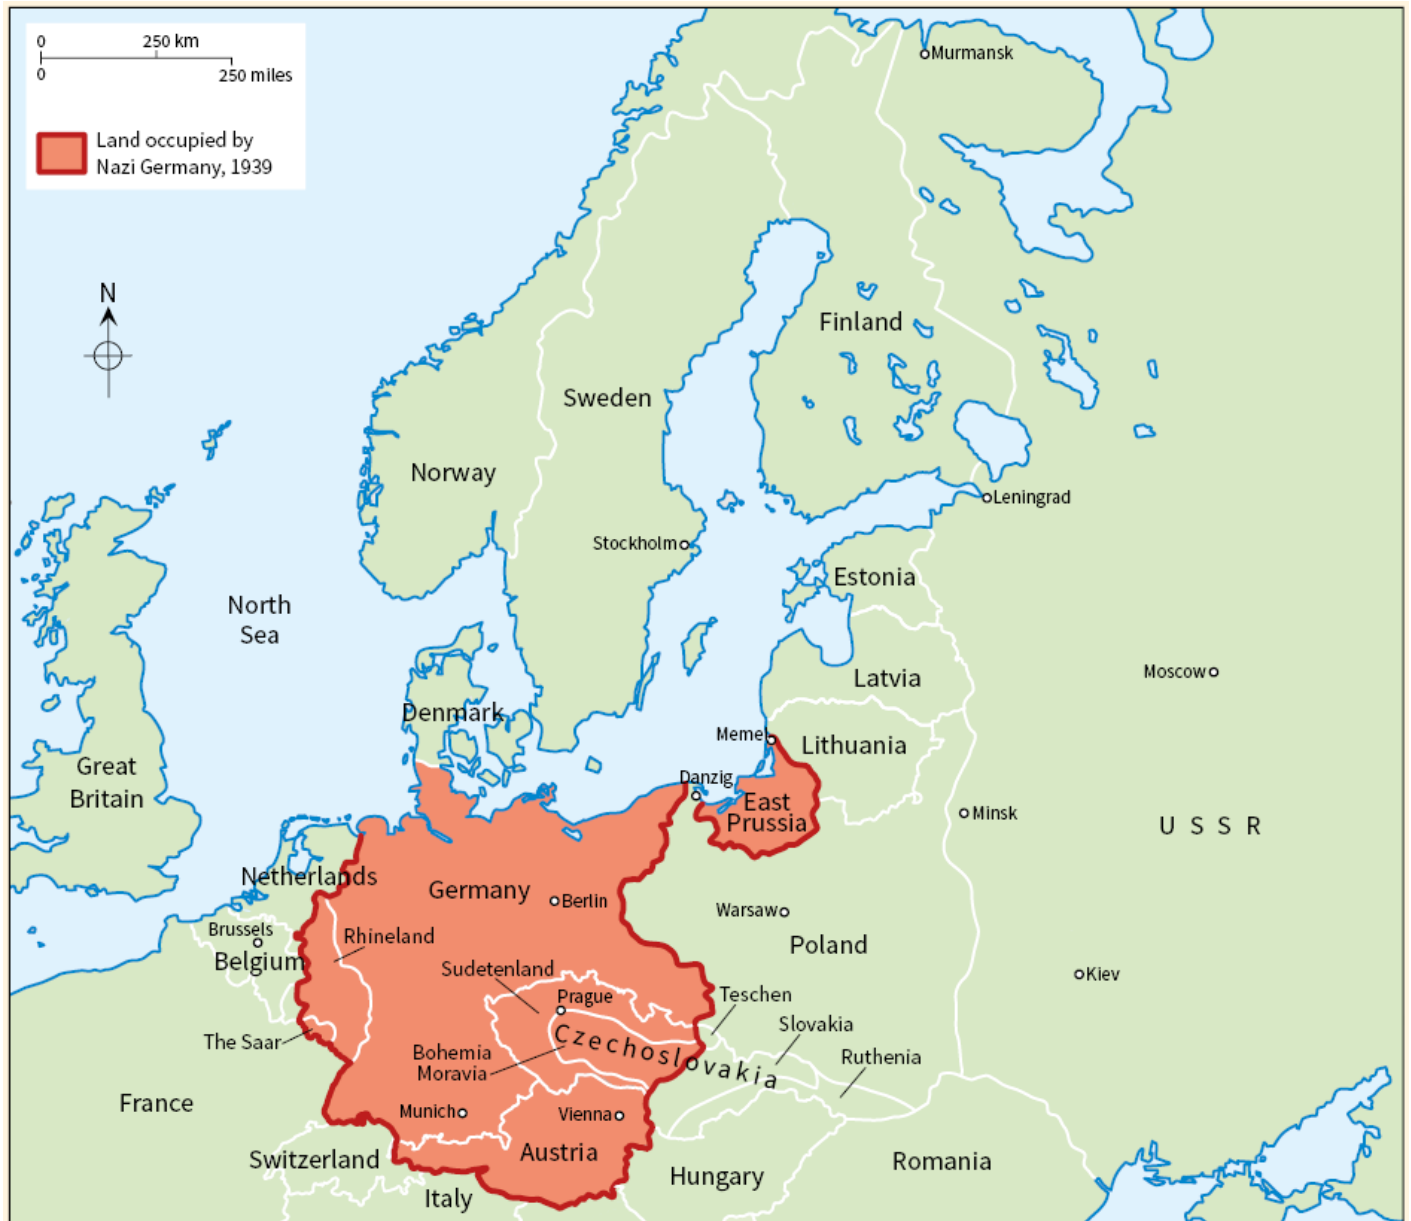 0 250 km
0 250 miles
Land occupied by
Nazi Germany, 1939
N
Murmansk
Finland
Sweden
Norway
Leningrad
Stockholm
Estonia
North
Sea
Moscow
Latvia
Denmark
Memel
Lithuania
Great
Britain
Danzig
East
Prussia
Minsk
U S S R
Netherlands
Germany
Berlin
Warsaw
Brussels
Rhineland
Poland
Belgium
Sudetenland
Kiev
Prague
Teschen
Slovakia
The Saar
Czechoslovakia
Bohemia
Moravia
Ruthenia
France
Munich
Vienna
Austria
Switzerland
Hungary
Romania
Italy